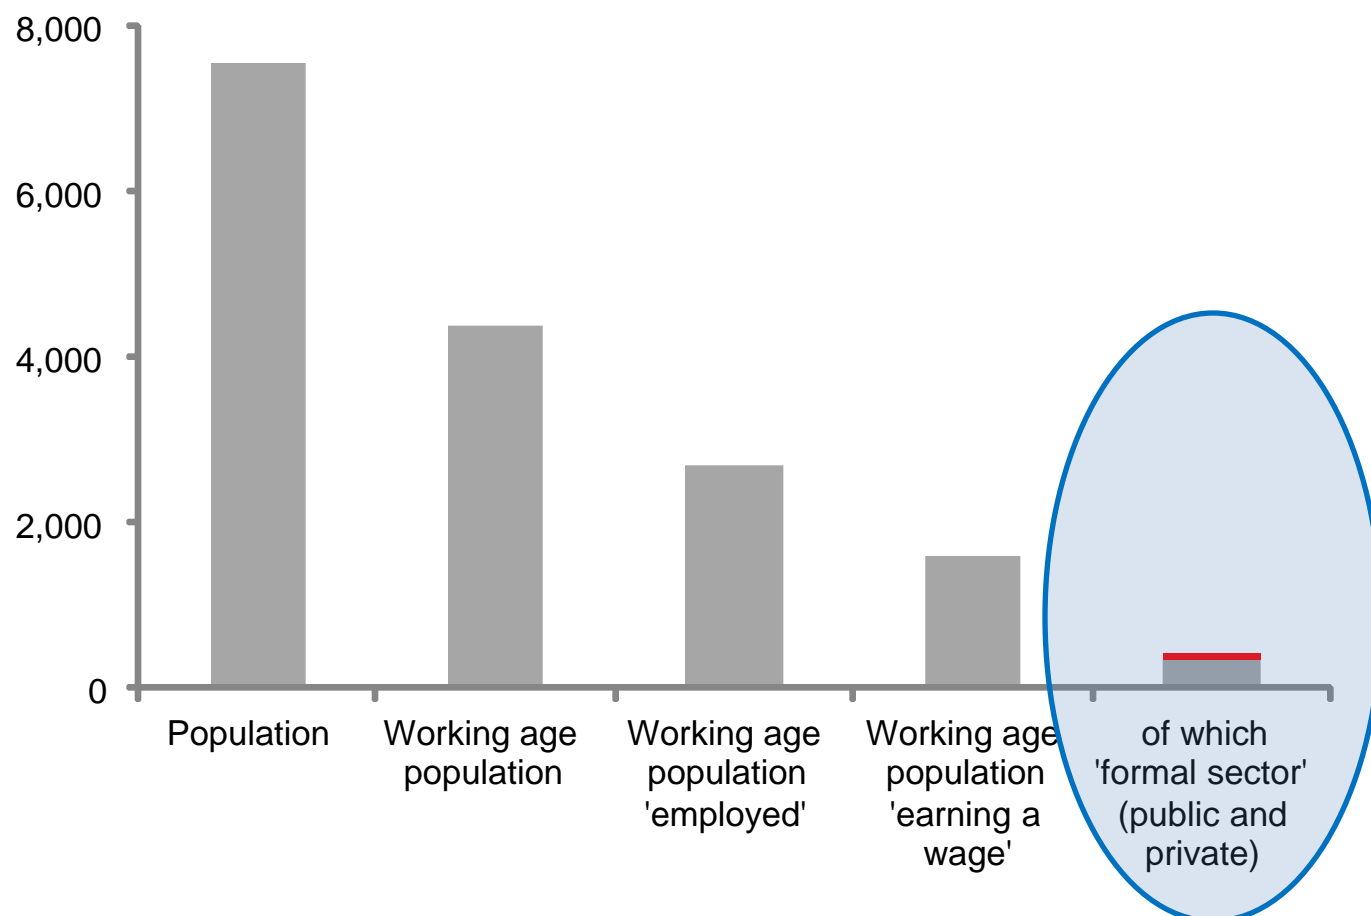 8,000
6,000
4,000
2,000
0
Population
Working age
population
Working age
population
'employed'
Working age
population
'earning a
wage'
of which
'formal sector'
(public and
private)